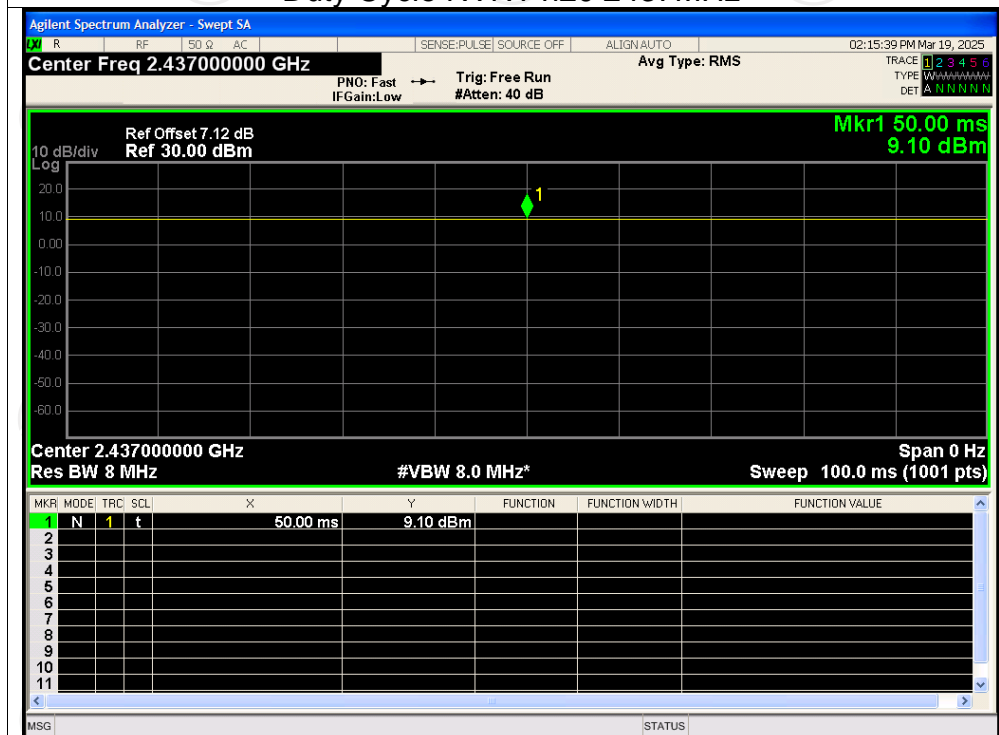 Agilent Spectrum Analyzer - Swept SA
LXI R RF 50 Ω AC SENSE:PULSE SOURCE OFF ALIGN AUTO 02:15:39 PM Mar 19, 2025
Center Freq 2.437000000 GHz
PNO: Fast
IFGain:Low
Trig: Free Run
#Atten: 40 dB
Avg Type: RMS
TRACE 1 2 3 4 5 6
TYPE
DET A N N N N N
Mkr1 50.00 ms
9.10 dBm
Ref Offset 7.12 dB
10 dB/div Ref 30.00 dBm
Log
20.0
1
10.0
0.00
-10.0
-20.0
-30.0
-40.0
-50.0
-60.0
Center 2.437000000 GHz Span 0 Hz
Res BW 8 MHz #VBW 8.0 MHz* Sweep 100.0 ms (1001 pts)
MKR MODE TRC SCL X Y FUNCTION FUNCTION WIDTH FUNCTION VALUE
1 N 1 t 50.00 ms 9.10 dBm
2
3
4
5
6
7
8
9
10
11
MSG STATUS